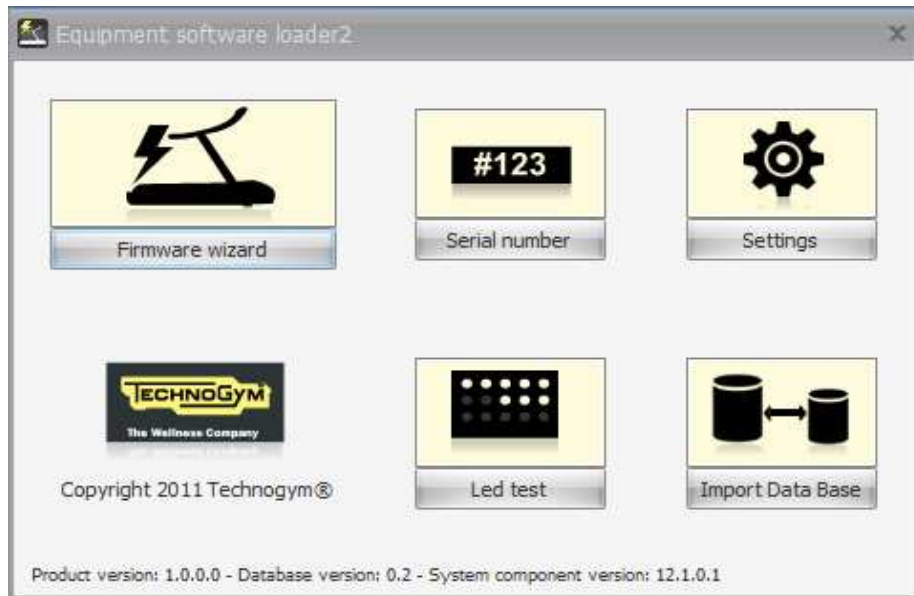 Equipment software loader2
#123
Firmware wizard
Serial number
Settings
TECHNOGYM
The Wellness Company
Copyright 2011 Technogym®
Led test
Import Data Base
Product version: 1.0.0.0 - Database version: 0.2 - System component version: 12.1.0.1